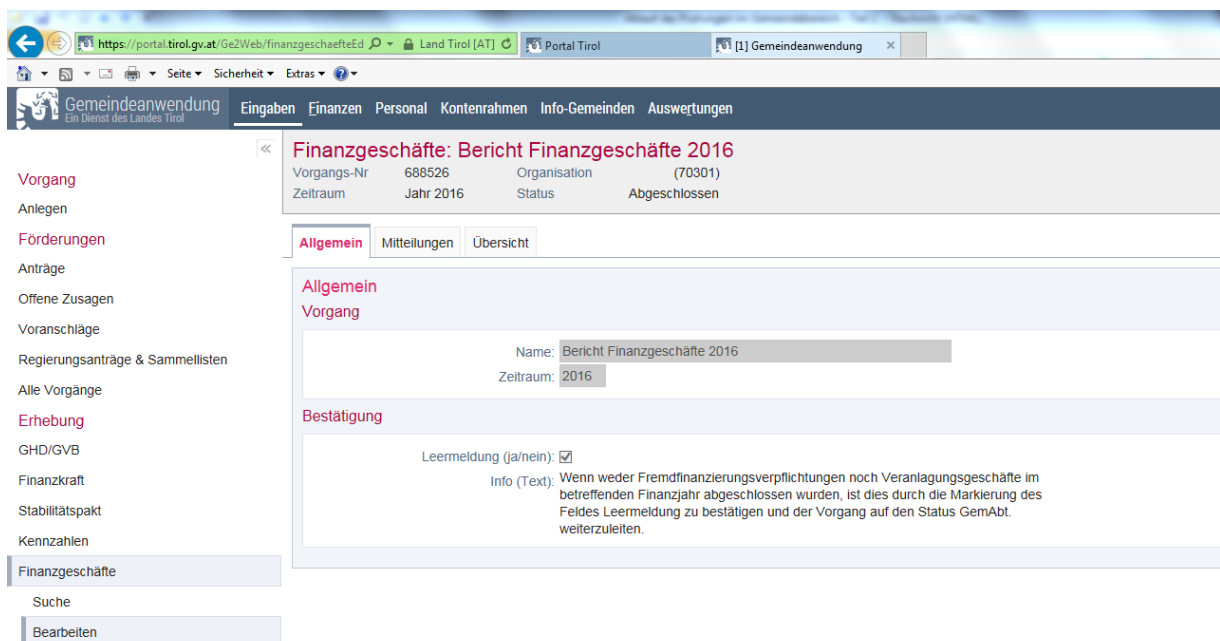 https://portal.tirol.gv.at/Ge2Web/finanzgeschaefteEd
Land Tirol [AT]
Portal Tirol
[1] Gemeindeanwendung
Seite Sicherheit Extras
Gemeindeanwendung
Ein Dienst des Landes Tirol
Eingaben Finanzen Personal Kontenrahmen Info-Gemeinden Auswertungen
Vorgang
Anlegen
Förderungen
Anträge
Offene Zusagen
Voranschläge
Regierungsanträge & Sammellisten
Alle Vorgänge
Erhebung
GHD/GVB
Finanzkraft
Stabilitätspakt
Kennzahlen
Finanzgeschäfte
Suche
Bearbeiten
Finanzgeschäfte: Bericht Finanzgeschäfte 2016
Vorgangs-Nr 688526 Organisation (70301)
Zeitraum Jahr 2016 Status Abgeschlossen
Allgemein Mitteilungen Übersicht
Allgemein
Vorgang
Name: Bericht Finanzgeschäfte 2016
Zeitraum: 2016
Bestätigung
Leermeldung (ja/nein):
Info (Text): Wenn weder Fremdfinanzierungsverpflichtungen noch Veranlagungsgeschäfte im
betreffenden Finanzjahr abgeschlossen wurden, ist dies durch die Markierung des
Feldes Leermeldung zu bestätigen und der Vorgang auf den Status GemAbt.
weiterzuleiten.